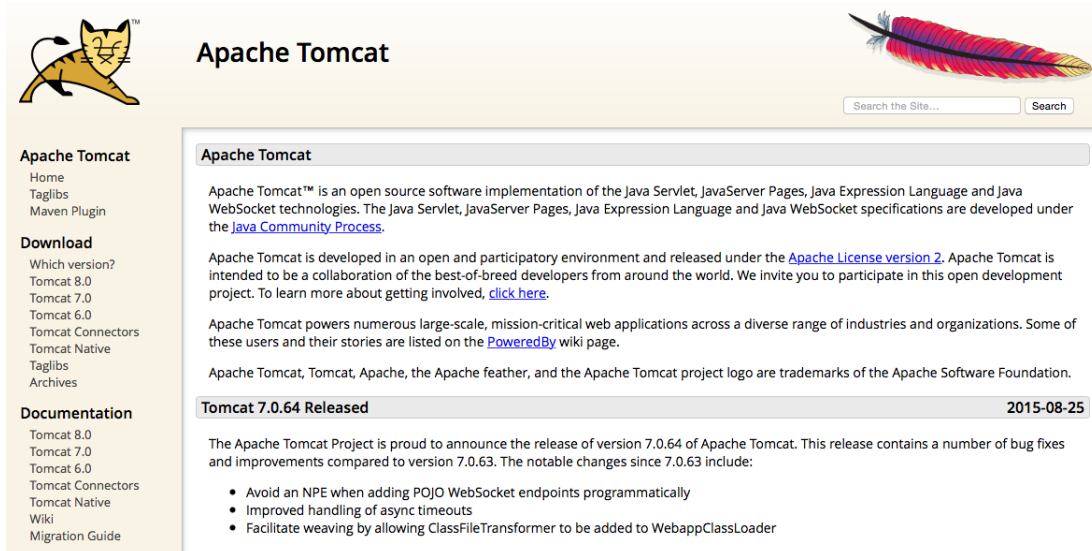 TM
Apache Tomcat
Search the Site...
Search
Apache Tomcat
Home
Taglibs
Maven Plugin
Download
Which version?
Tomcat 8.0
Tomcat 7.0
Tomcat 6.0
Tomcat Connectors
Tomcat Native
Taglibs
Archives
Documentation
Tomcat 8.0
Tomcat 7.0
Tomcat 6.0
Tomcat Connectors
Tomcat Native
Wiki
Migration Guide
Apache Tomcat
Apache Tomcat™ is an open source software implementation of the Java Servlet, JavaServer Pages, Java Expression Language and Java
WebSocket technologies. The Java Servlet, JavaServer Pages, Java Expression Language and Java WebSocket specifications are developed under
the Java Community Process.
Apache Tomcat is developed in an open and participatory environment and released under the Apache License version 2. Apache Tomcat is
intended to be a collaboration of the best-of-breed developers from around the world. We invite you to participate in this open development
project. To learn more about getting involved, click here.
Apache Tomcat powers numerous large-scale, mission-critical web applications across a diverse range of industries and organizations. Some of
these users and their stories are listed on the PoweredBy wiki page.
Apache Tomcat, Tomcat, Apache, the Apache feather, and the Apache Tomcat project logo are trademarks of the Apache Software Foundation.
Tomcat 7.0.64 Released 2015-08-25
The Apache Tomcat Project is proud to announce the release of version 7.0.64 of Apache Tomcat. This release contains a number of bug fixes
and improvements compared to version 7.0.63. The notable changes since 7.0.63 include:
• Avoid an NPE when adding POJO WebSocket endpoints programmatically
• Improved handling of async timeouts
• Facilitate weaving by allowing ClassFileTransformer to be added to WebappClassLoader